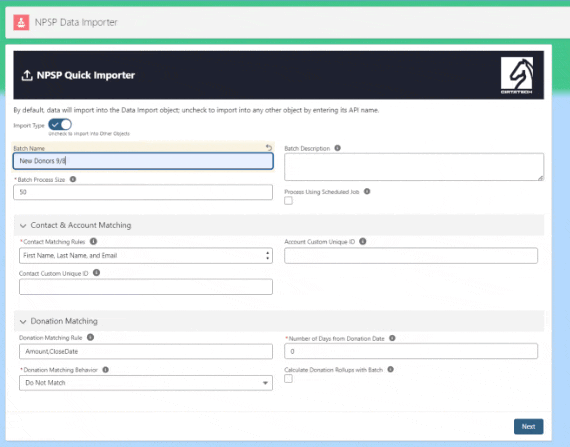 NPSP Data Importer
NPSP Quick Importer
By default, data will import into the Data Import object; uncheck to import into any other object by entering its API name.
Import Type
Uncheck to import into Other Objects
Batch Name
New Donors 9/8
Batch Description
*Batch Process Size
50
Process Using Scheduled Job
Contact & Account Matching
*Contact Matching Rules
First Name, Last Name, and Email
Account Custom Unique ID
Contact Custom Unique ID
Donation Matching
Donation Matching Rule
Amount,CloseDate
*Number of Days from Donation Date
0
*Donation Matching Behavior
Do Not Match
Calculate Donation Rollups with Batch
Next